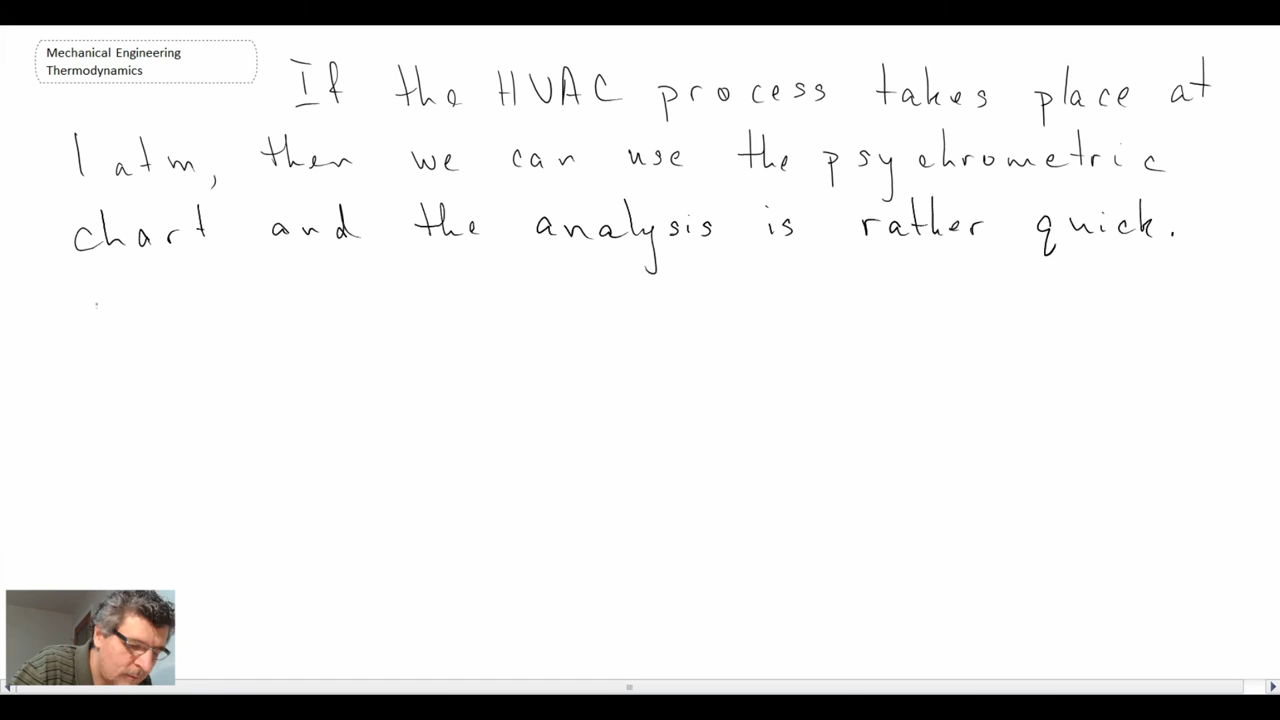 Mechanical Engineering
Thermodynamics
If the HVAC process takes place at
1 atm, then we can use the psychrometric
chart and the analysis is rather quick.